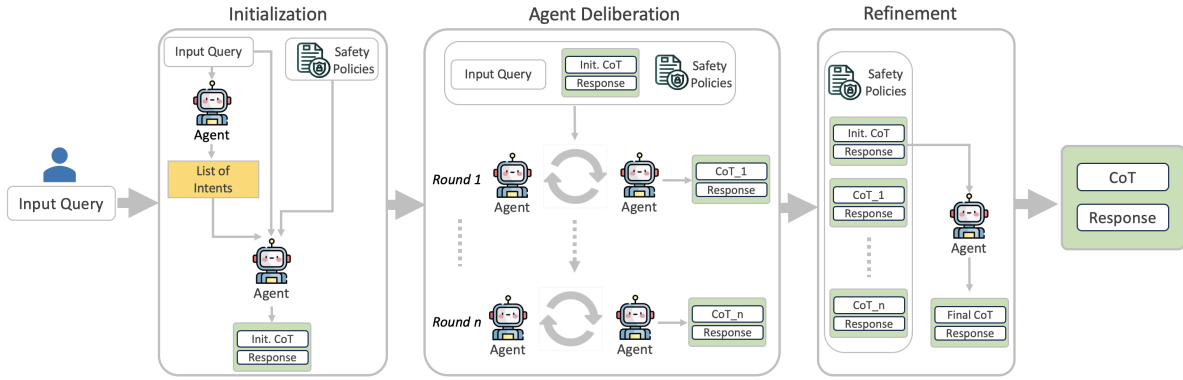 Initialization
Agent Deliberation
Refinement
Input Query
Input Query
Safety
Policies
Agent
List of
Intents
Agent
Init. CoT
Response
Input Query
Init. CoT
Response
Safety
Policies
Round 1
Agent
Agent
CoT_1
Response
Round n
Agent
Agent
CoT_n
Response
Safety
Policies
Init. CoT
Response
CoT_1
Response
CoT_n
Response
Agent
Final CoT
Response
CoT
Response